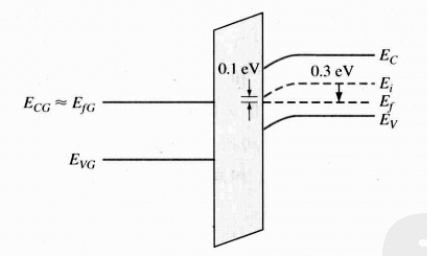 E_C
0.1 eV
0.3 eV
E_i
E_CG ≈ E_fG
E_f
E_V
E_VG